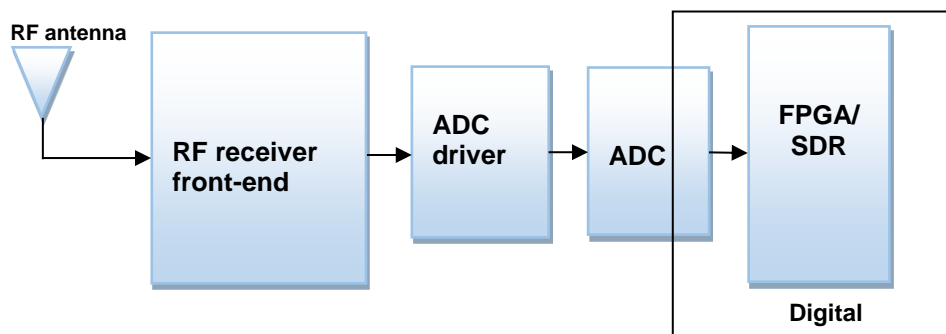 RF antenna
RF receiver
front-end
ADC
driver
ADC
FPGA/
SDR
Digital